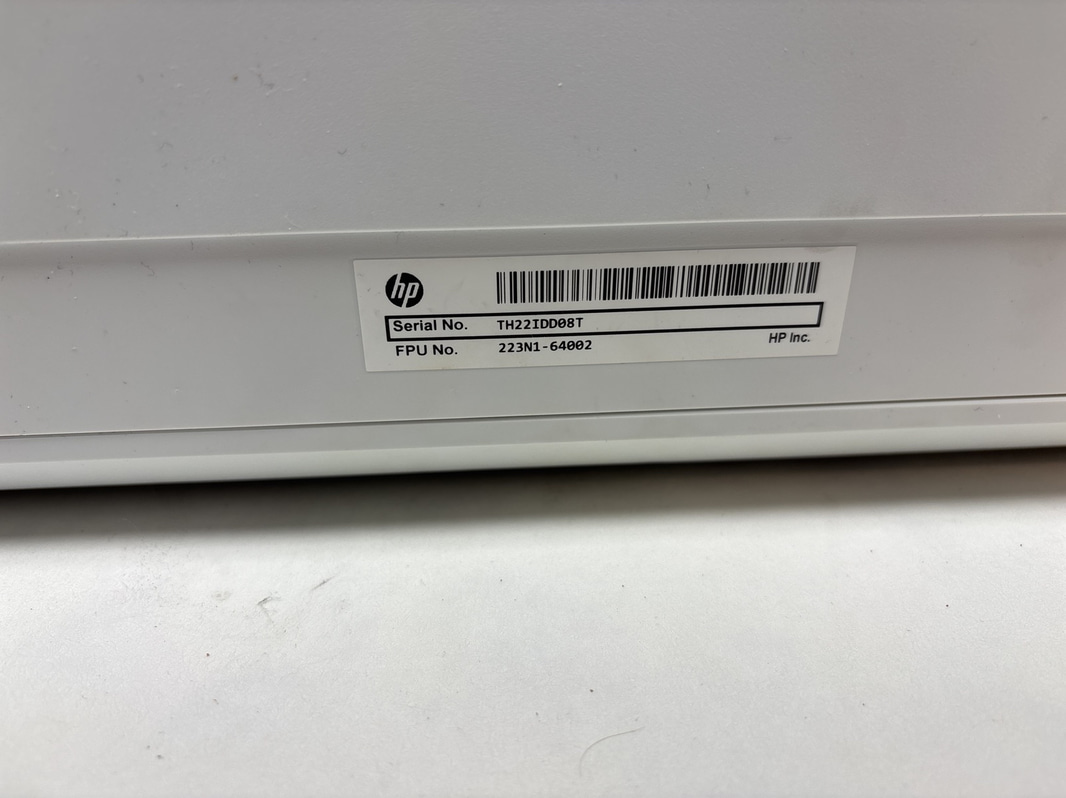 hp
Serial No. TH22IDD08T
FPU No. 223N1-64002
HP Inc.